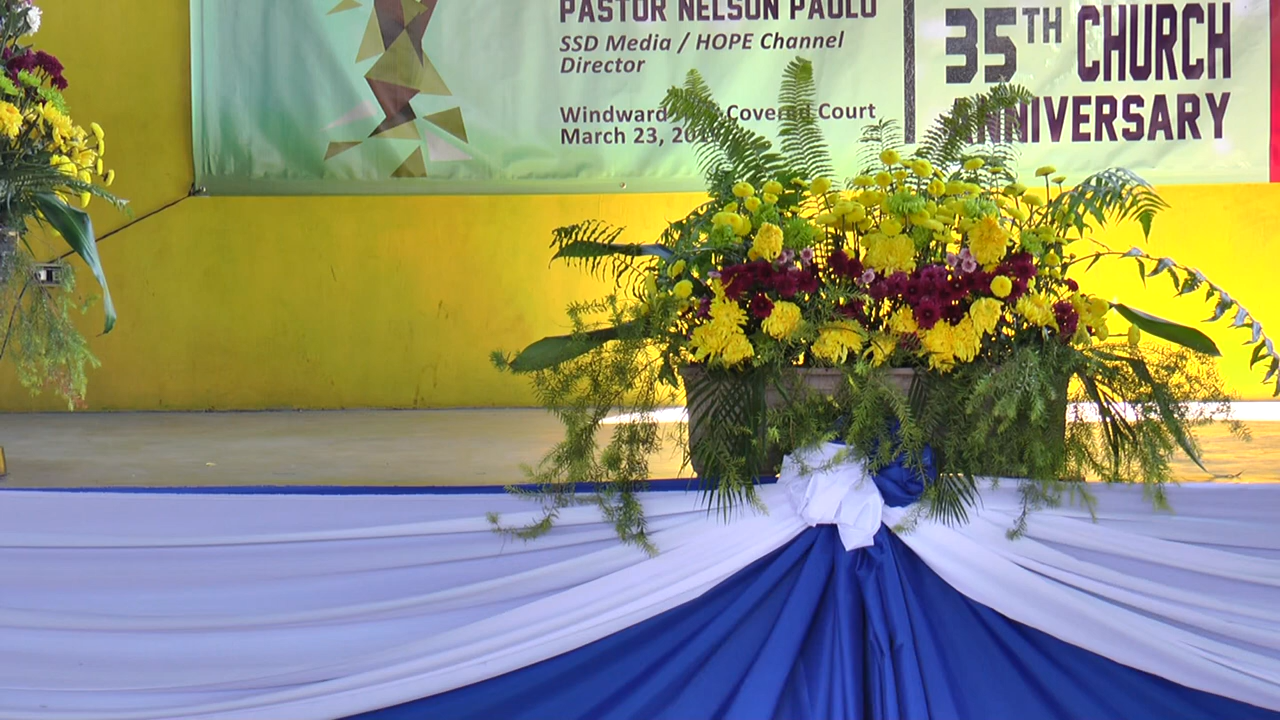 PASTOR NELSON PAULO
SSD Media / HOPE Channel
Director
Windward Covered Court
March 23,
35TH CHURCH
ANNIVERSARY